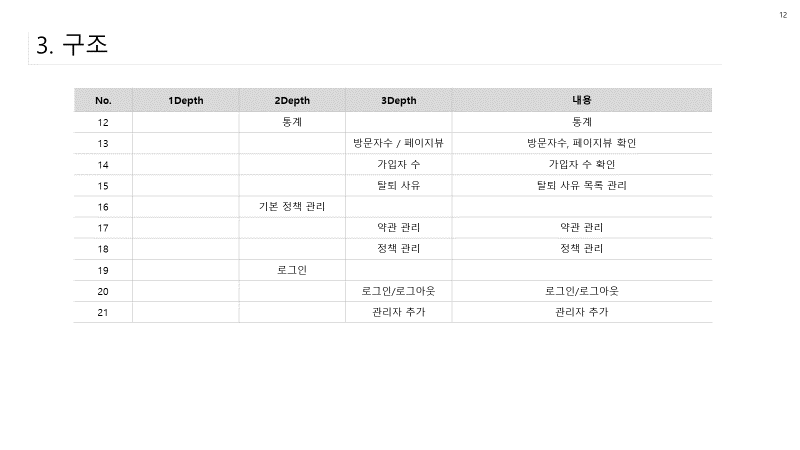 12
3. 구조
No. 1Depth 2Depth 3Depth 내용
12 통계 통계
13 방문자수 / 페이지뷰 방문자수, 페이지뷰 확인
14 가입자 수 가입자 수 확인
15 탈퇴 사유 탈퇴 사유 목록 관리
16 기본 정책 관리
17 약관 관리 약관 관리
18 정책 관리 정책 관리
19 로그인
20 로그인/로그아웃 로그인/로그아웃
21 관리자 추가 관리자 추가